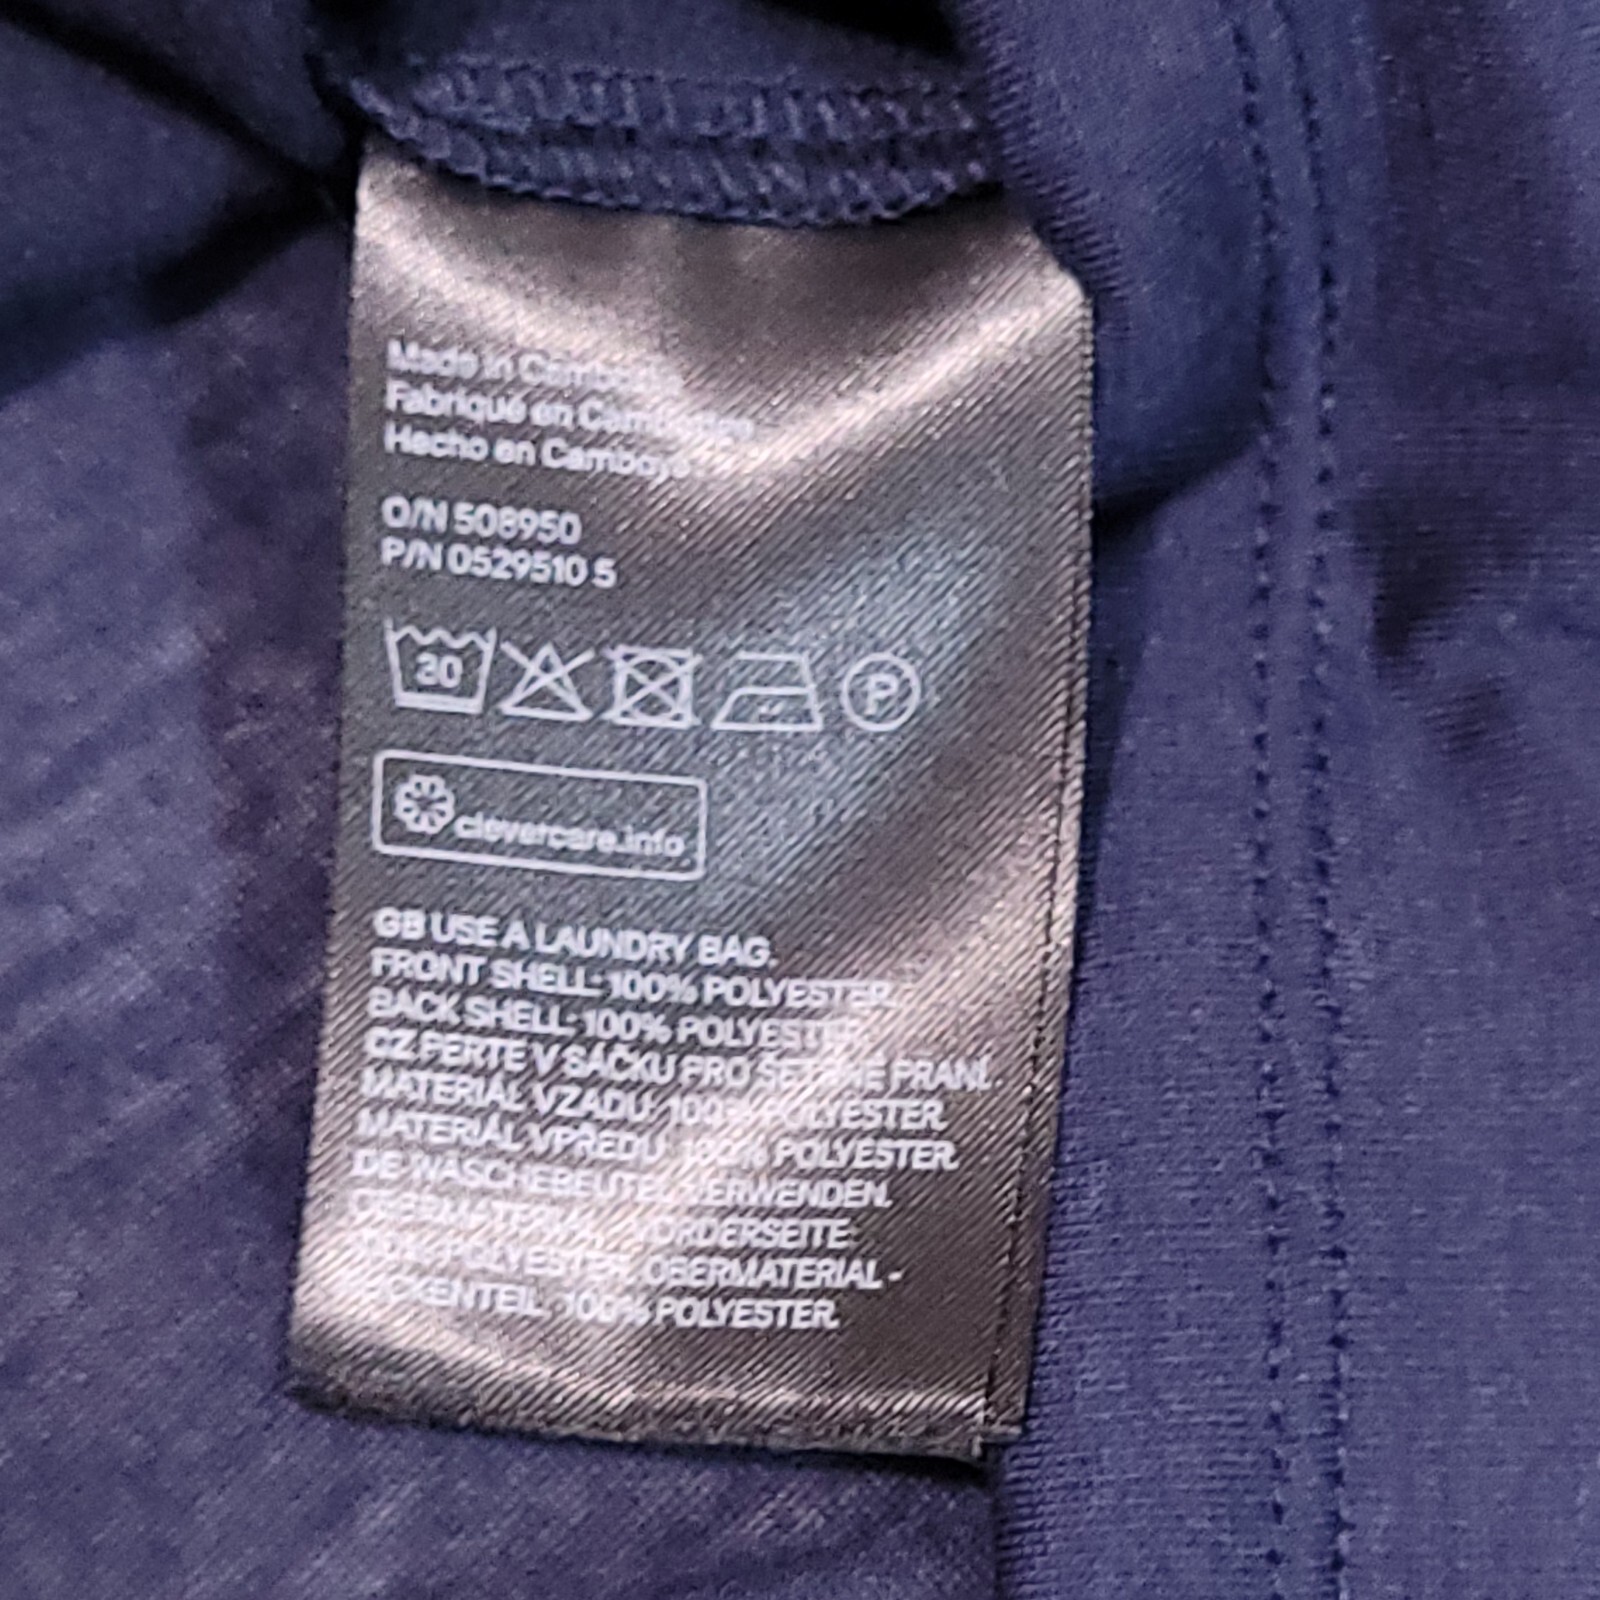 Made in Cambodia
Fabriqué en Cambodge
Hecho en Camboya
O/N 508950
P/N 0529510 5
30
P
clevercare.info
GB USE A LAUNDRY BAG.
FRONT SHELL: 100% POLYESTER.
BACK SHELL: 100% POLYESTER.
CZ PERTE V SÁČKU PRO ŠETRNÉ PRANÍ.
MATERIÁL VZADU: 100% POLYESTER.
MATERIÁL VPŘEDU: 100% POLYESTER.
DE WÄSCHEBEUTEL VERWENDEN.
OBERMATERIAL - VORDERSEITE:
100% POLYESTER. OBERMATERIAL -
RÜCKENTEIL: 100% POLYESTER.